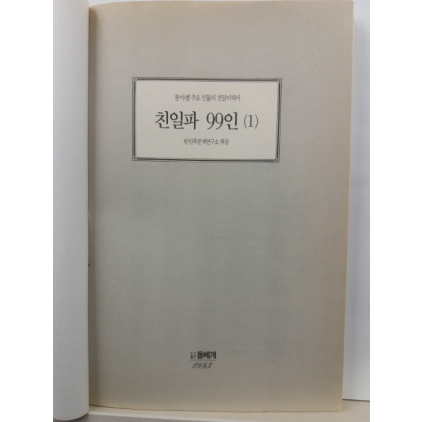 분야별 주요 인물의 친일이력서
친일파 99인 (1)
반민족문제연구소 엮음
돌베개
1993